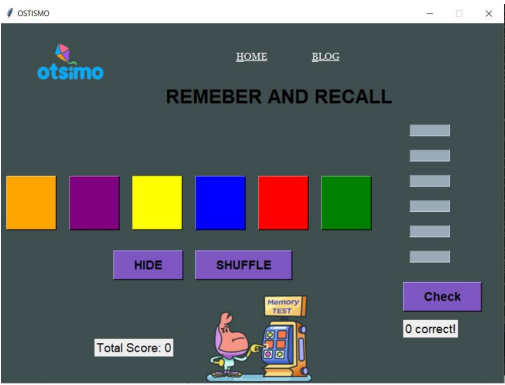 OSTISMO
otsimo
HOME BLOG
REMEBER AND RECALL
HIDE SHUFFLE
Check
Memory
TEST
0 correct!
Total Score: 0